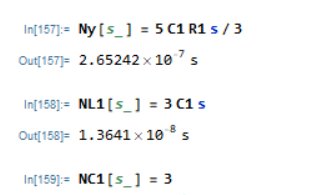 In[157]:= Ny[s_] = 5 C1 R1 s / 3
Out[157]= 2.65242 × 10^-7 s
In[158]:= NL1[s_] = 3 C1 s
Out[158]= 1.3641 × 10^-8 s
In[159]:= NC1[s_] = 3